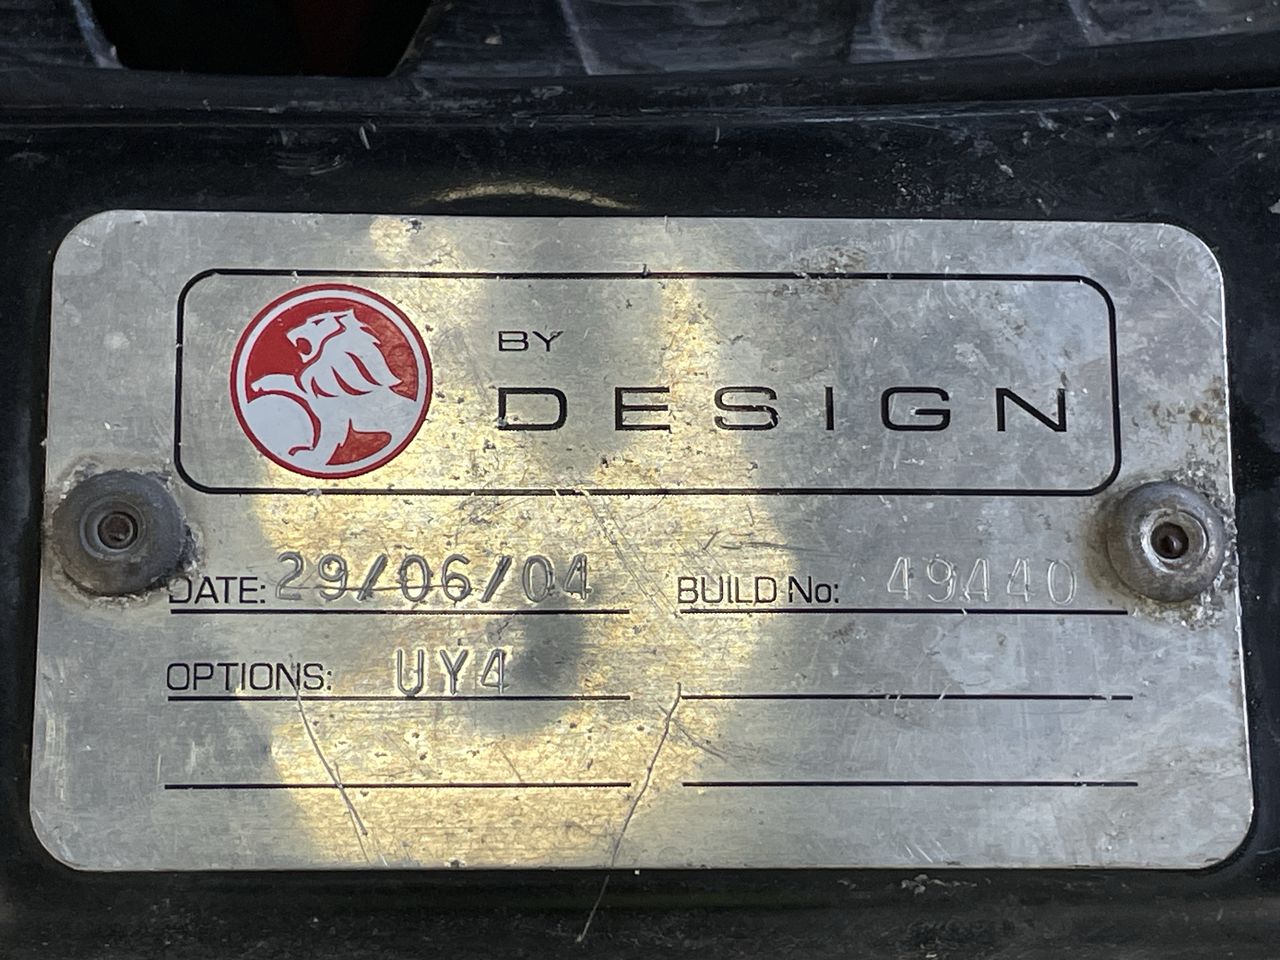 BY
DESIGN
DATE: 29/06/04 BUILD No: 49440
OPTIONS: UY4